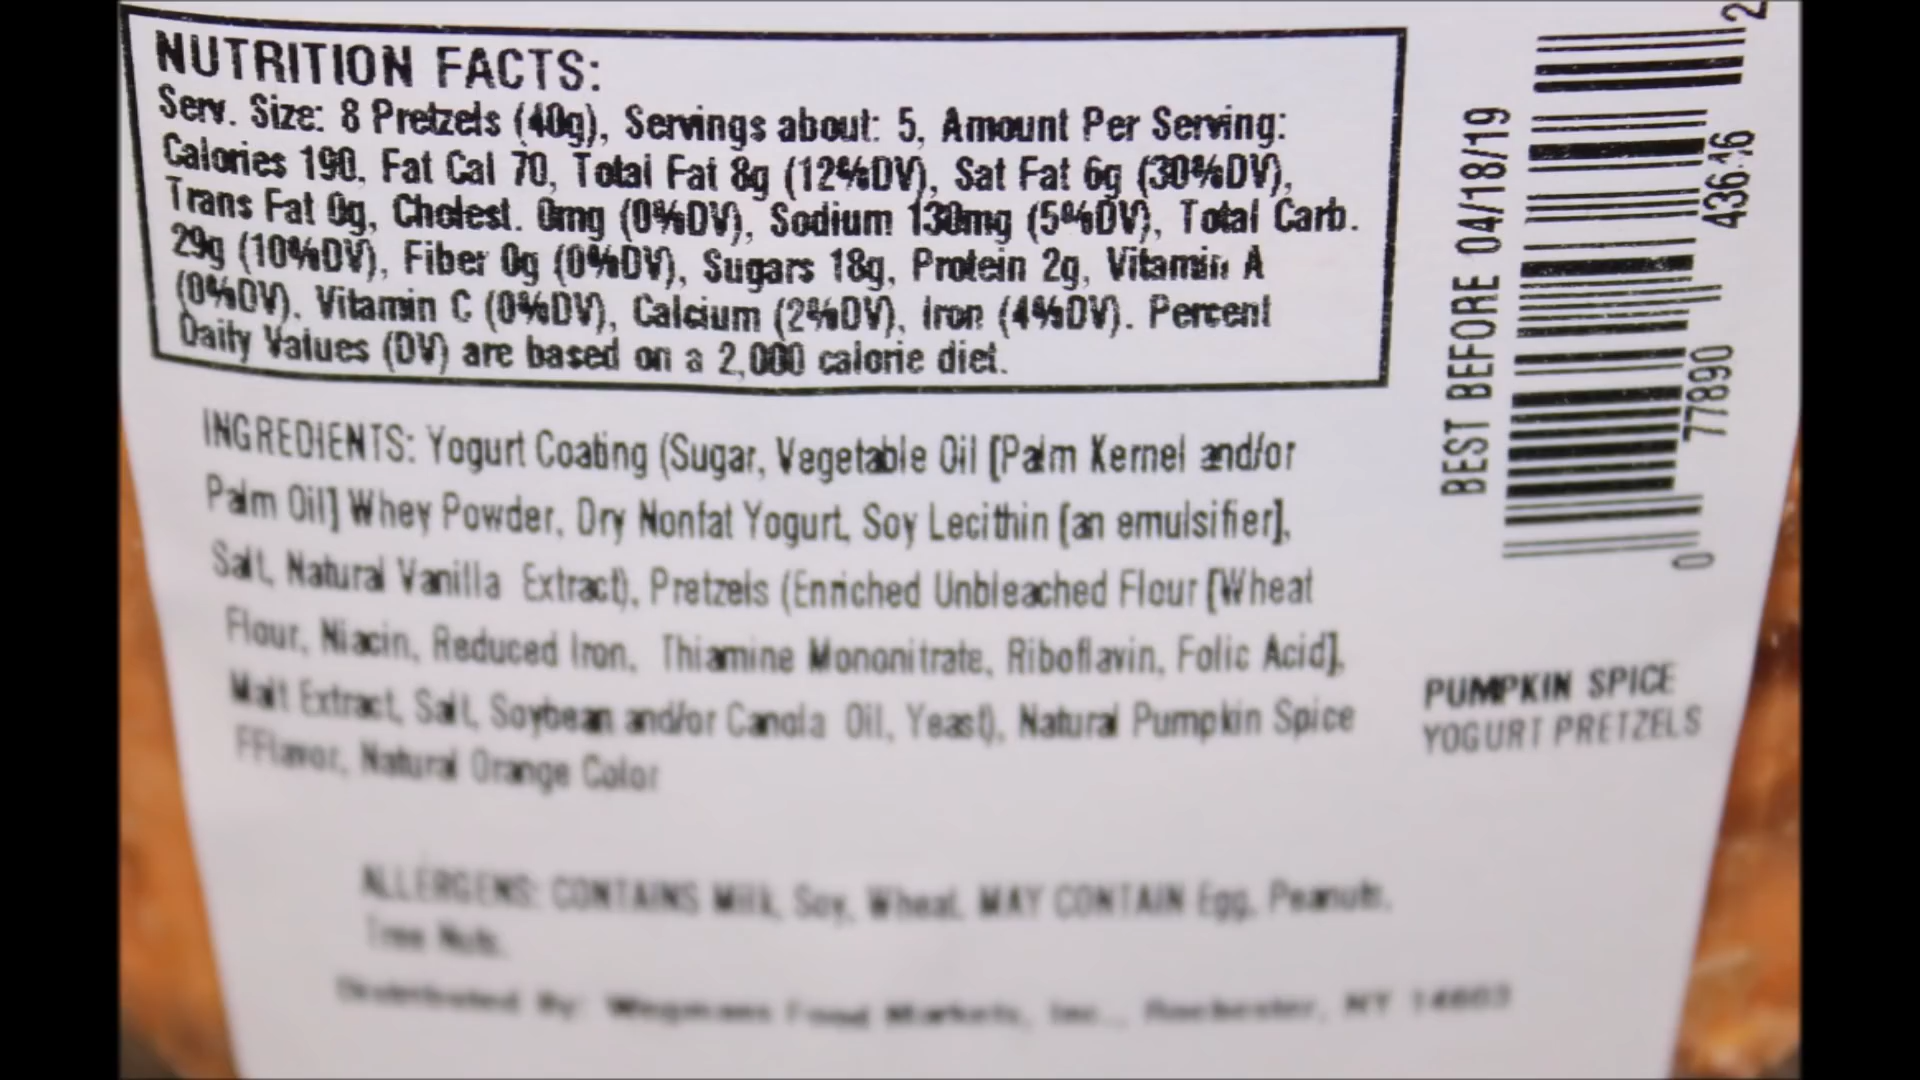 NUTRITION FACTS:
Serv. Size: 8 Pretzels (40g), Servings about: 5, Amount Per Serving:
Calories 190, Fat Cal 70, Total Fat 8g (12%DV), Sat Fat 6g (30%DV),
Trans Fat 0g, Cholest. 0mg (0%DV), Sodium 130mg (5%DV), Total Carb.
29g (10%DV), Fiber 0g (0%DV), Sugars 18g, Protein 2g, Vitamin A
(0%DV), Vitamin C (0%DV), Calcium (2%DV), Iron (4%DV). Percent
Daily Values (DV) are based on a 2,000 calorie diet.
INGREDIENTS: Yogurt Coating (Sugar, Vegetable Oil [Palm Kernel and/or
Palm Oil] Whey Powder, Dry Nonfat Yogurt, Soy Lecithin [an emulsifier],
Salt, Natural Vanilla Extract), Pretzels (Enriched Unbleached Flour [Wheat
Flour, Niacin, Reduced Iron, Thiamine Mononitrate, Riboflavin, Folic Acid],
Malt Extract, Salt, Soybean and/or Canola Oil, Yeast), Natural Pumpkin Spice
FFlavor, Natural Orange Color
ALLERGENS: CONTAINS Milk, Soy, Wheat. MAY CONTAIN Egg, Peanuts,
Tree Nuts.
Distributed By: Wegmans Food Markets, Inc., Rochester, NY 14603
BEST BEFORE 04/18/19
0 77890 43616 2
PUMPKIN SPICE
YOGURT PRETZELS